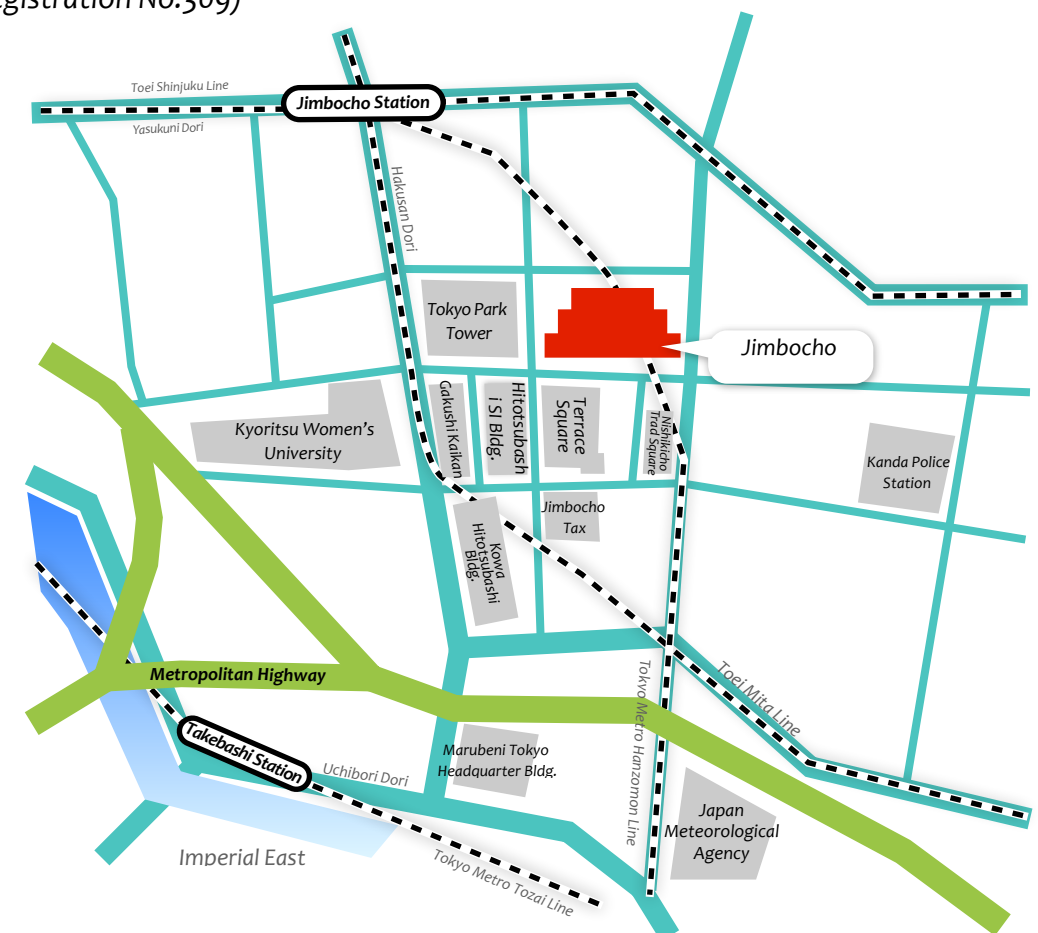 egistration No.309)
Toei Shinjuku Line
Jimbocho Station
Yasukuni Dori
Hakusan Dori
Tokyo Park
Tower
Jimbocho
Kyoritsu Women's
University
Gakushi Kaikan
Hitotsubash
i SI Bldg.
Terrace
Square
Nishikicho
Trad Square
Kanda Police
Station
Jimbocho
Tax
Kowa
Hitotsubashi
Bldg.
Metropolitan Highway
Toei Mita Line
Tokyo Metro Hanzomon Line
Takebashi Station
Uchibori Dori
Marubeni Tokyo
Headquarter Bldg.
Japan
Meteorological
Agency
Imperial East
Tokyo Metro Tozai Line